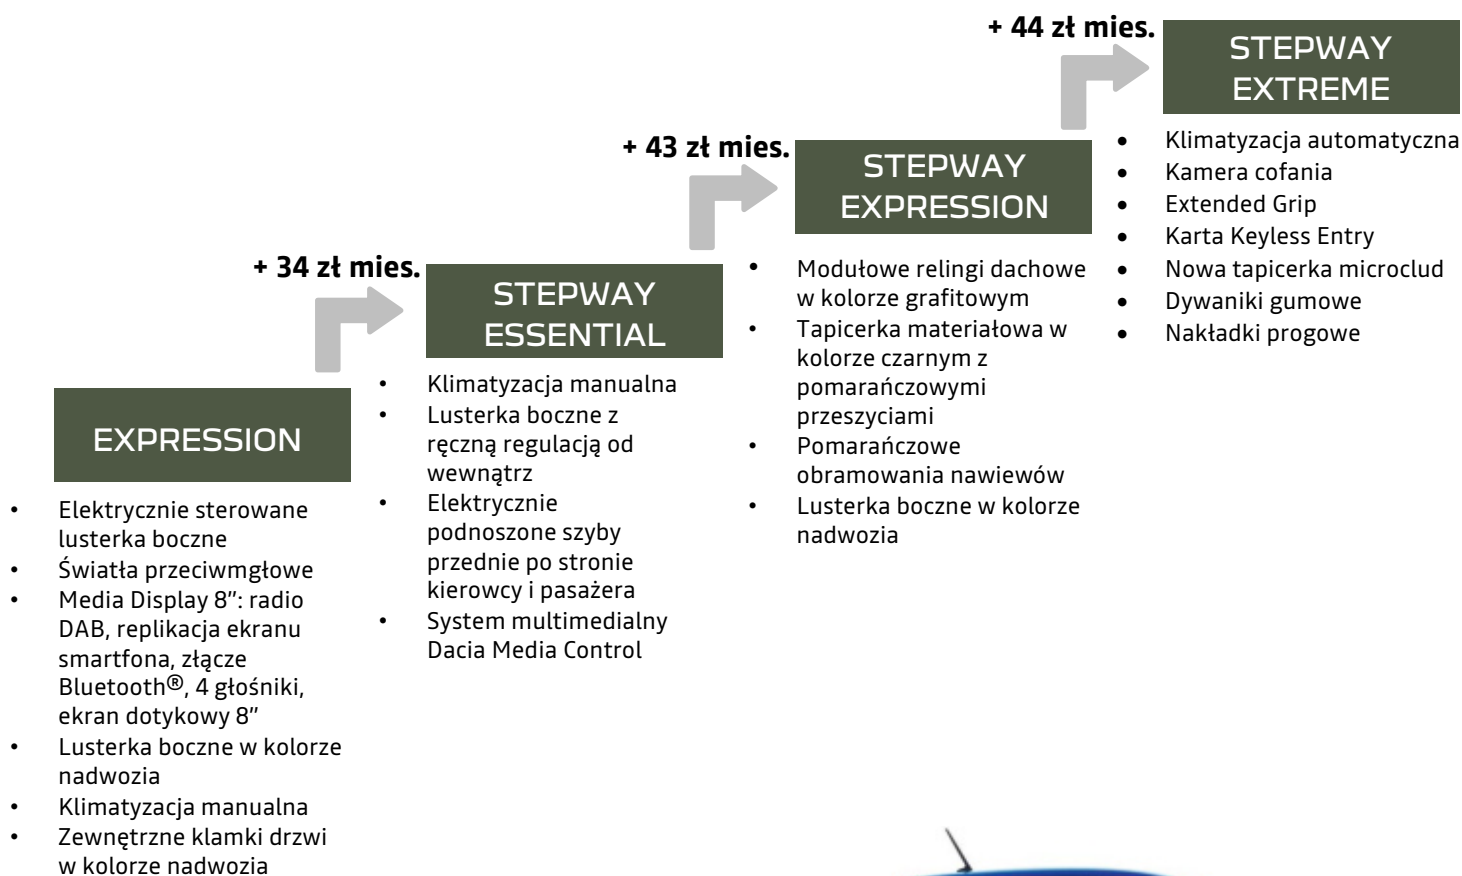 EXPRESSION
• Elektrycznie sterowane
lusterka boczne
• Światła przeciwmgłowe
• Media Display 8”: radio
DAB, replikacja ekranu
smartfona, złącze
Bluetooth®, 4 głośniki,
ekran dotykowy 8”
• Lusterka boczne w kolorze
nadwozia
• Klimatyzacja manualna
• Zewnętrzne klamki drzwi
w kolorze nadwozia
+ 34 zł mies.
STEPWAY
ESSENTIAL
• Klimatyzacja manualna
• Lusterka boczne z
ręczną regulacją od
wewnątrz
• Elektrycznie
podnoszone szyby
przednie po stronie
kierowcy i pasażera
• System multimedialny
Dacia Media Control
+ 43 zł mies.
STEPWAY
EXPRESSION
• Modułowe relingi dachowe
w kolorze grafitowym
• Tapicerka materiałowa w
kolorze czarnym z
pomarańczowymi
przeszyciami
• Pomarańczowe
obramowania nawiewów
• Lusterka boczne w kolorze
nadwozia
+ 44 zł mies.
STEPWAY
EXTREME
• Klimatyzacja automatyczna
• Kamera cofania
• Extended Grip
• Karta Keyless Entry
• Nowa tapicerka microclud
• Dywaniki gumowe
• Nakładki progowe